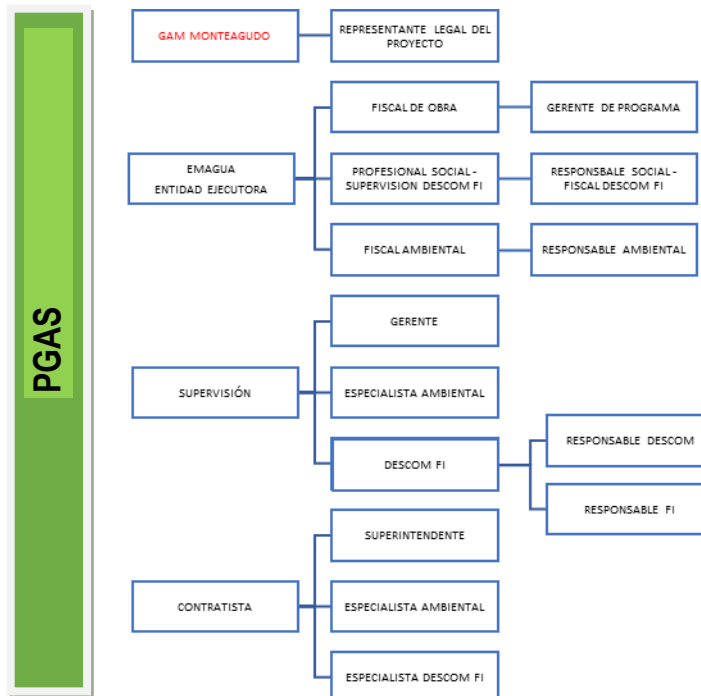 PGAS
GAM MONTEAGUDO
REPRESENTANTE LEGAL DEL
PROYECTO
EMAGUA
ENTIDAD EJECUTORA
FISCAL DE OBRA
GERENTE DE PROGRAMA
PROFESIONAL SOCIAL -
SUPERVISION DESCOM FI
RESPONSBALE SOCIAL -
FISCAL DESCOM FI
FISCAL AMBIENTAL
RESPONSABLE AMBIENTAL
SUPERVISIÓN
GERENTE
ESPECIALISTA AMBIENTAL
DESCOM FI
RESPONSABLE DESCOM
RESPONSABLE FI
CONTRATISTA
SUPERINTENDENTE
ESPECIALISTA AMBIENTAL
ESPECIALISTA DESCOM FI